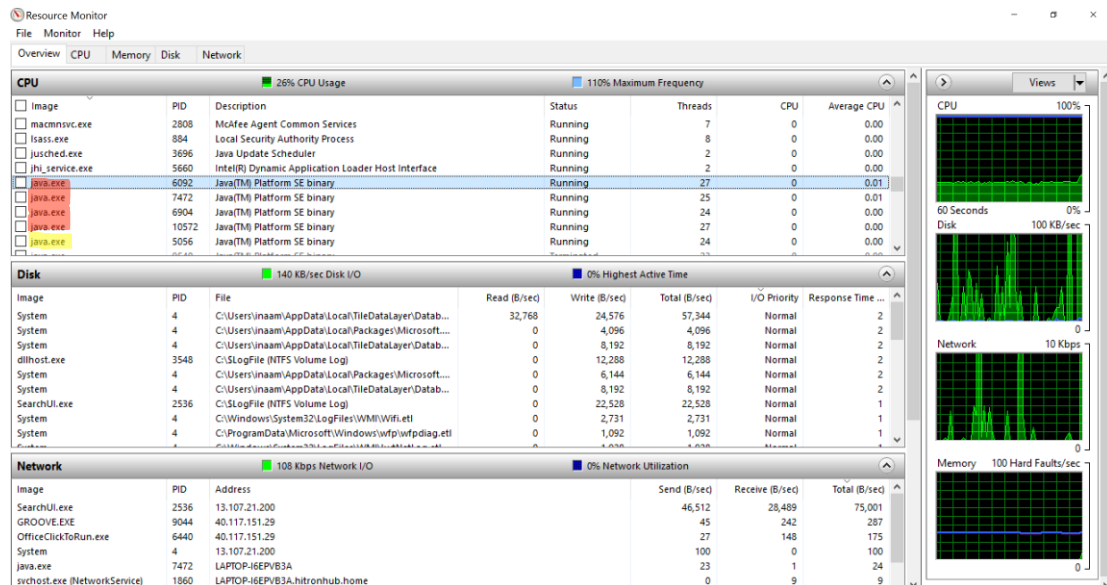 Resource Monitor
File Monitor Help
Overview CPU Memory Disk Network
CPU 26% CPU Usage 110% Maximum Frequency
Image PID Description Status Threads CPU Average CPU
macmnsvc.exe 2808 McAfee Agent Common Services Running 7 0 0.00
lsass.exe 884 Local Security Authority Process Running 8 0 0.00
jusched.exe 3696 Java Update Scheduler Running 2 0 0.00
jhi_service.exe 5660 Intel(R) Dynamic Application Loader Host Interface Running 2 0 0.00
java.exe 6092 Java(TM) Platform SE binary Running 27 0 0.01
java.exe 7472 Java(TM) Platform SE binary Running 25 0 0.01
java.exe 6904 Java(TM) Platform SE binary Running 24 0 0.00
java.exe 10572 Java(TM) Platform SE binary Running 27 0 0.00
java.exe 5056 Java(TM) Platform SE binary Running 24 0 0.00
Disk 140 KB/sec Disk I/O 0% Highest Active Time
Image PID File Read (B/sec) Write (B/sec) Total (B/sec) I/O Priority Response Time ...
System 4 C:\Users\inaam\AppData\Local\TileDataLayer\Datab... 32,768 24,576 57,344 Normal 2
System 4 C:\Users\inaam\AppData\Local\Packages\Microsoft.... 0 4,096 4,096 Normal 2
System 4 C:\Users\inaam\AppData\Local\TileDataLayer\Datab... 0 8,192 8,192 Normal 2
dllhost.exe 3548 C:\$LogFile (NTFS Volume Log) 0 12,288 12,288 Normal 2
System 4 C:\Users\inaam\AppData\Local\Packages\Microsoft.... 0 6,144 6,144 Normal 2
System 4 C:\Users\inaam\AppData\Local\TileDataLayer\Datab... 0 8,192 8,192 Normal 2
SearchUI.exe 2536 C:\$LogFile (NTFS Volume Log) 0 22,528 22,528 Normal 1
System 4 C:\Windows\System32\LogFiles\WMI\Wifi.etl 0 2,731 2,731 Normal 1
System 4 C:\ProgramData\Microsoft\Windows\wfp\wfpdiag.etl 0 1,092 1,092 Normal 1
Network 108 Kbps Network I/O 0% Network Utilization
Image PID Address Send (B/sec) Receive (B/sec) Total (B/sec)
SearchUI.exe 2536 13.107.21.200 46,512 28,489 75,001
GROOVE.EXE 9044 40.117.151.29 45 242 287
OfficeClickToRun.exe 6440 40.117.151.29 27 148 175
System 4 13.107.21.200 100 0 100
java.exe 7472 LAPTOP-I6EPVB3A 23 1 24
svchost.exe (NetworkService) 1860 LAPTOP-I6EPVB3A.hitronhub.home 0 9 9
Views
CPU 100%
60 Seconds 0%
Disk 100 KB/sec
0
Network 10 Kbps
0
Memory 100 Hard Faults/sec
0